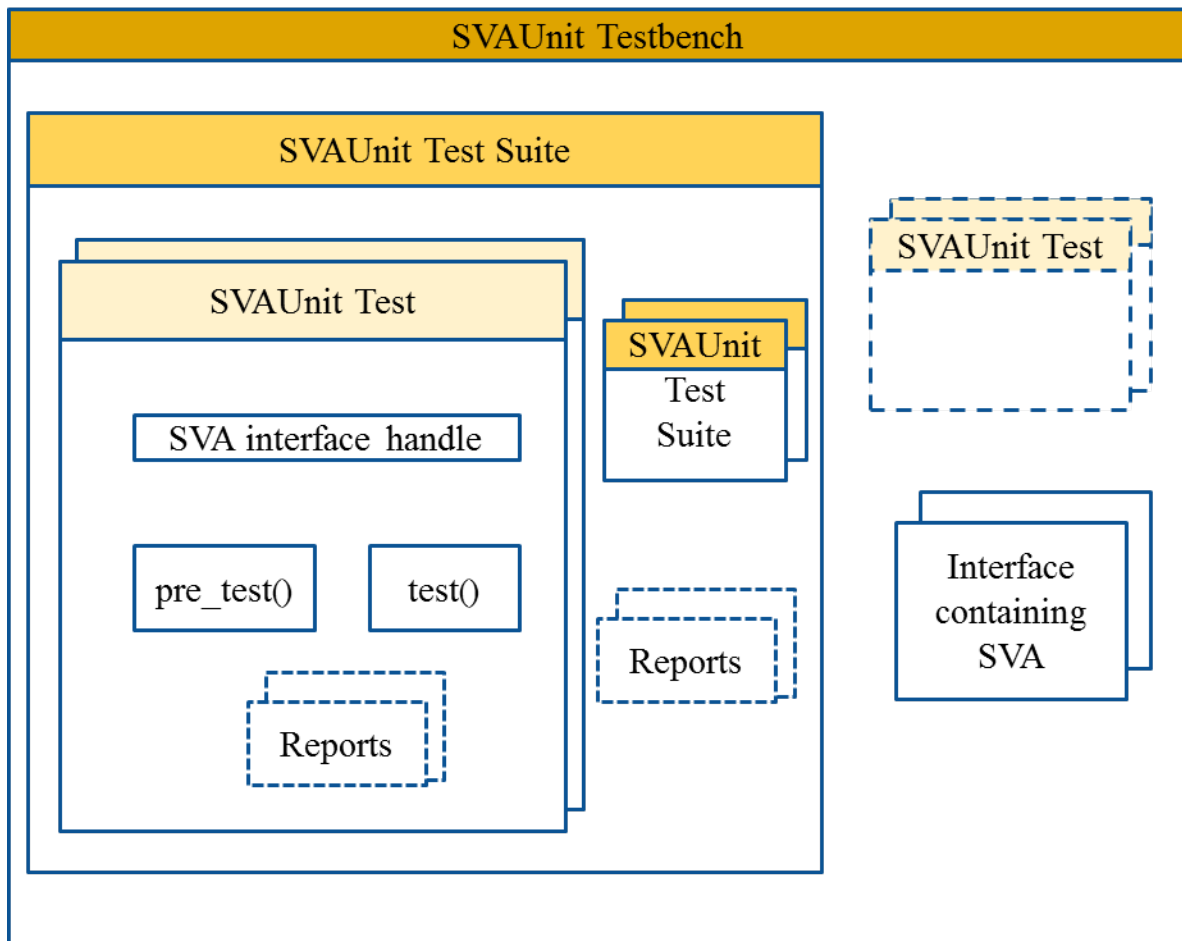 SVAUnit Testbench
SVAUnit Test Suite
SVAUnit Test
SVA interface handle
pre_test()
test()
Reports
SVAUnit
Test
Suite
Reports
SVAUnit Test
Interface
containing
SVA